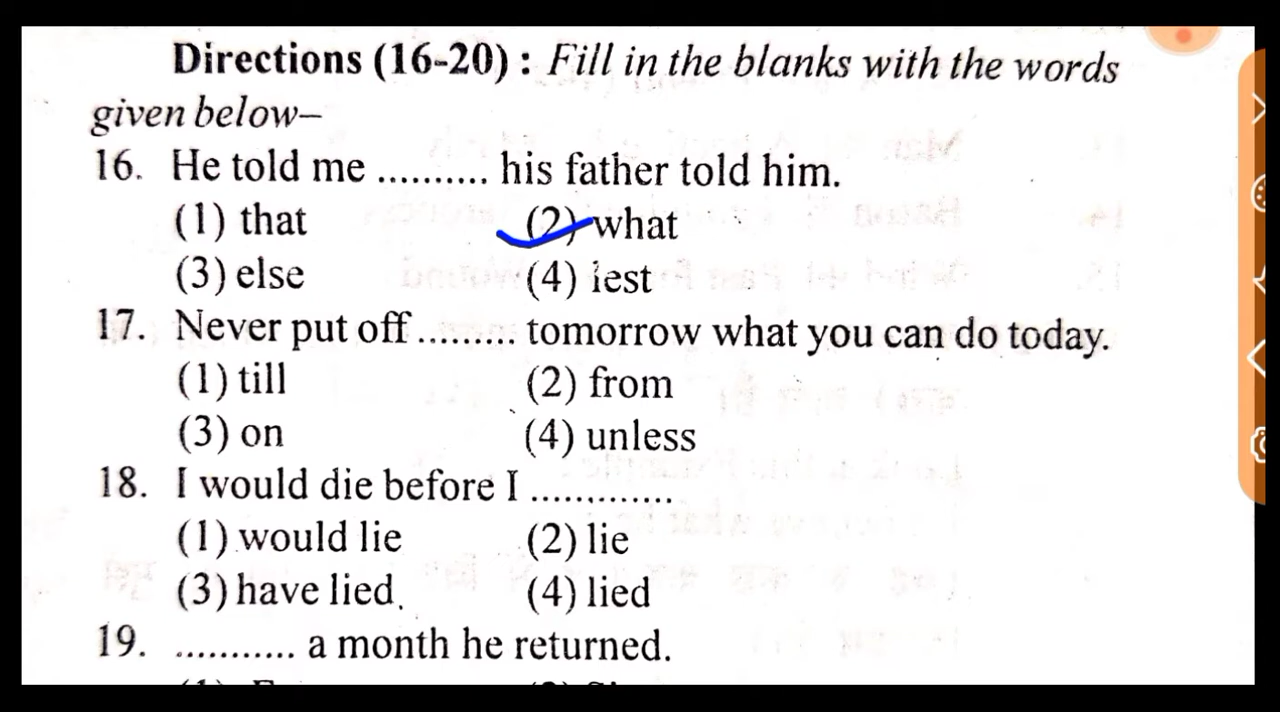 Directions (16-20) : Fill in the blanks with the words
given below–
16. He told me .......... his father told him.
(1) that (2) what
(3) else (4) iest
17. Never put off ......... tomorrow what you can do today.
(1) till (2) from
(3) on (4) unless
18. I would die before I .............
(1) would lie (2) lie
(3) have lied (4) lied
19. ........... a month he returned.